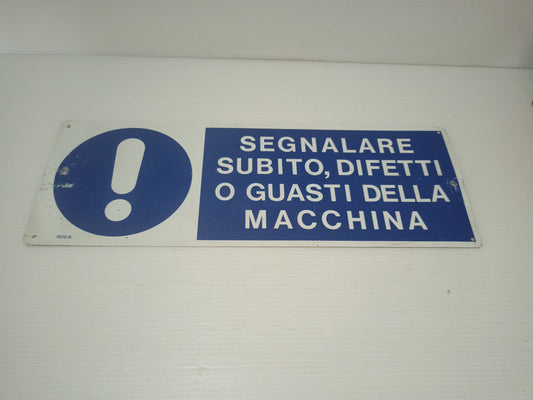 SEGNALARE
SUBITO, DIFETTI
O GUASTI DELLA
MACCHINA